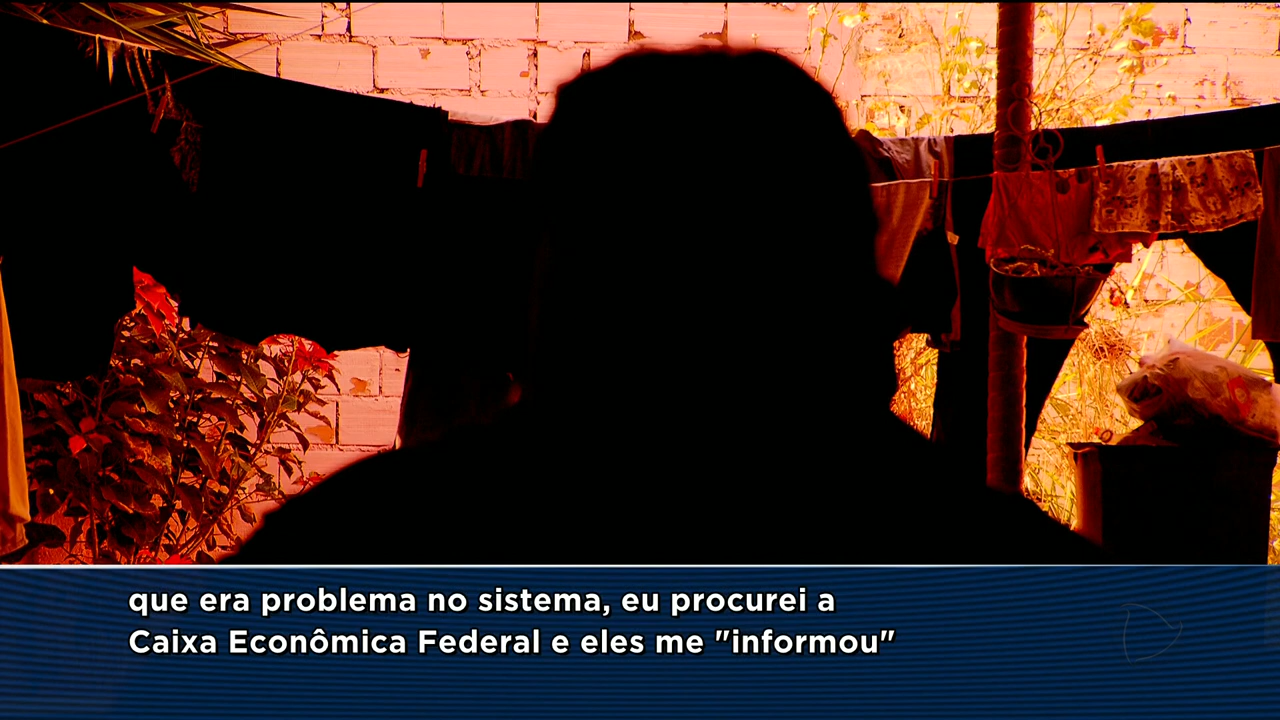 que era problema no sistema, eu procurei a
Caixa Econômica Federal e eles me "informou"